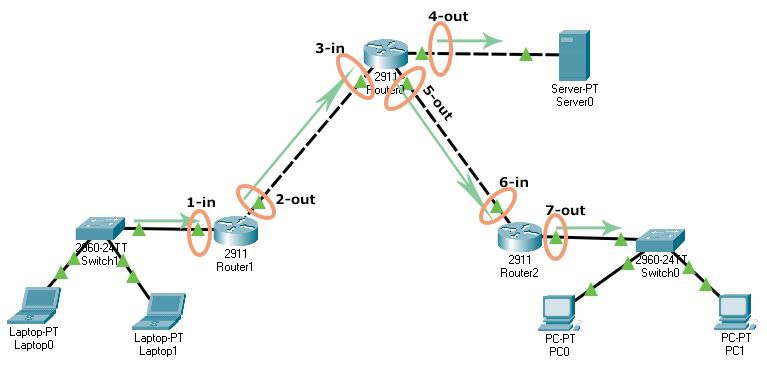 4-out
3-in
2911
Router0
5-out
Server-PT
Server0
1-in
2-out
6-in
7-out
2960-24TT
Switch1
2911
Router1
2911
Router2
2960-24TT
Switch0
Laptop-PT
Laptop0
Laptop-PT
Laptop1
PC-PT
PC0
PC-PT
PC1